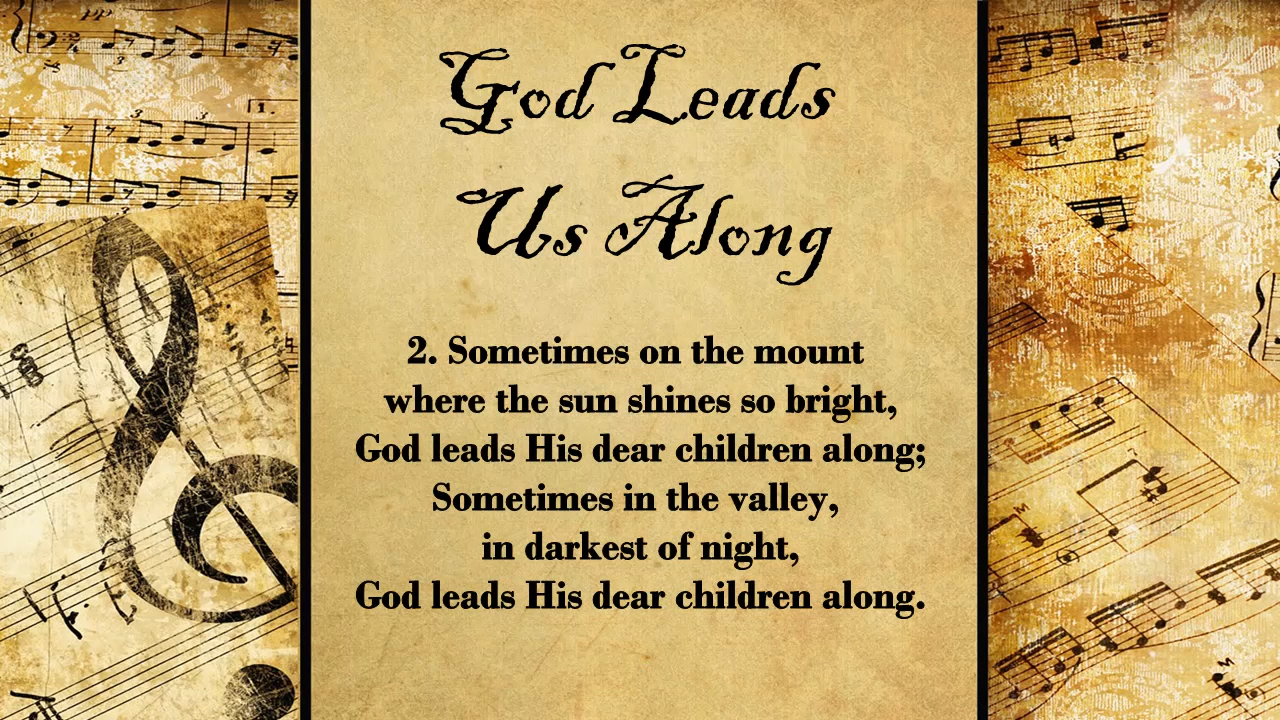 God Leads
Us Along
2. Sometimes on the mount
where the sun shines so bright,
God leads His dear children along;
Sometimes in the valley,
in darkest of night,
God leads His dear children along.